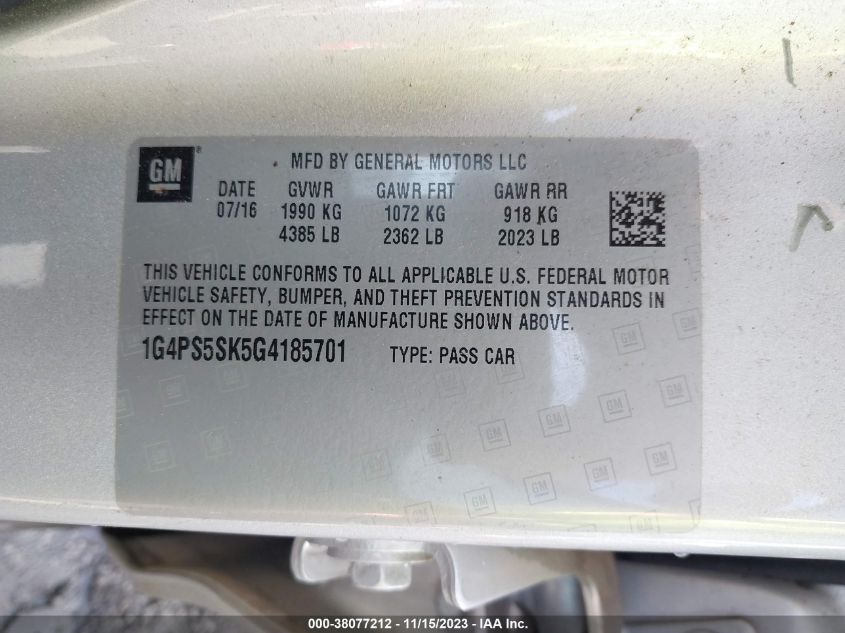 GM
MFD BY GENERAL MOTORS LLC
DATE GVWR GAWR FRT GAWR RR
07/16 1990 KG 1072 KG 918 KG
4385 LB 2362 LB 2023 LB
THIS VEHICLE CONFORMS TO ALL APPLICABLE U.S. FEDERAL MOTOR
VEHICLE SAFETY, BUMPER, AND THEFT PREVENTION STANDARDS IN
EFFECT ON THE DATE OF MANUFACTURE SHOWN ABOVE.
1G4PS5SK5G4185701 TYPE: PASS CAR
000-38077212 - 11/15/2023 - IAA Inc.